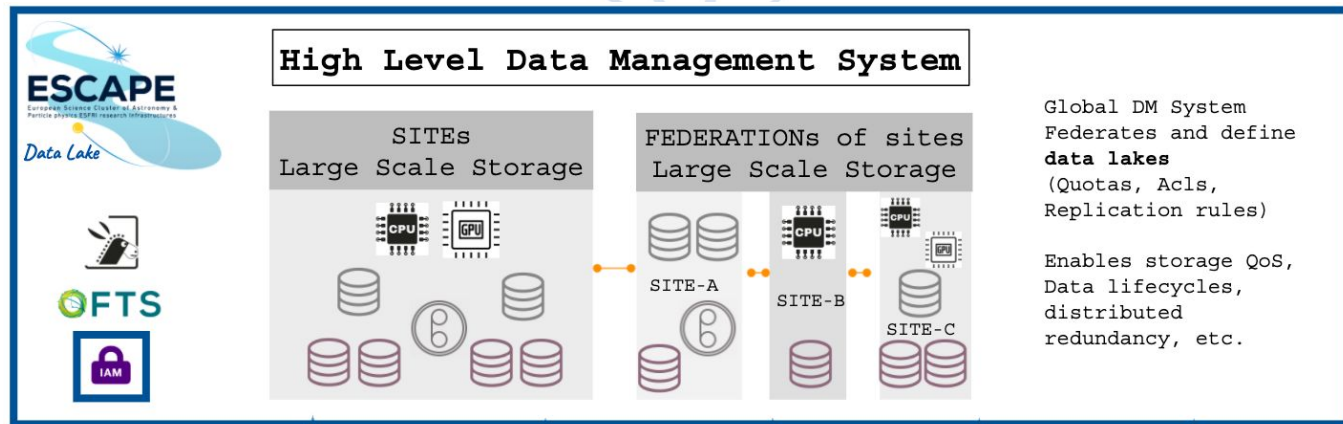 High Level Data Management System
ESCAPE
European Science Cluster of Astronomy &
Particle physics ESFRI research Infrastructures
Data Lake
FTS
IAM
SITEs
Large Scale Storage
CPU
GPU
FEDERATIONs of sites
Large Scale Storage
CPU
CPU
GPU
SITE-A
SITE-B
SITE-C
Global DM System
Federates and define
data lakes
(Quotas, Acls,
Replication rules)
Enables storage QoS,
Data lifecycles,
distributed
redundancy, etc.